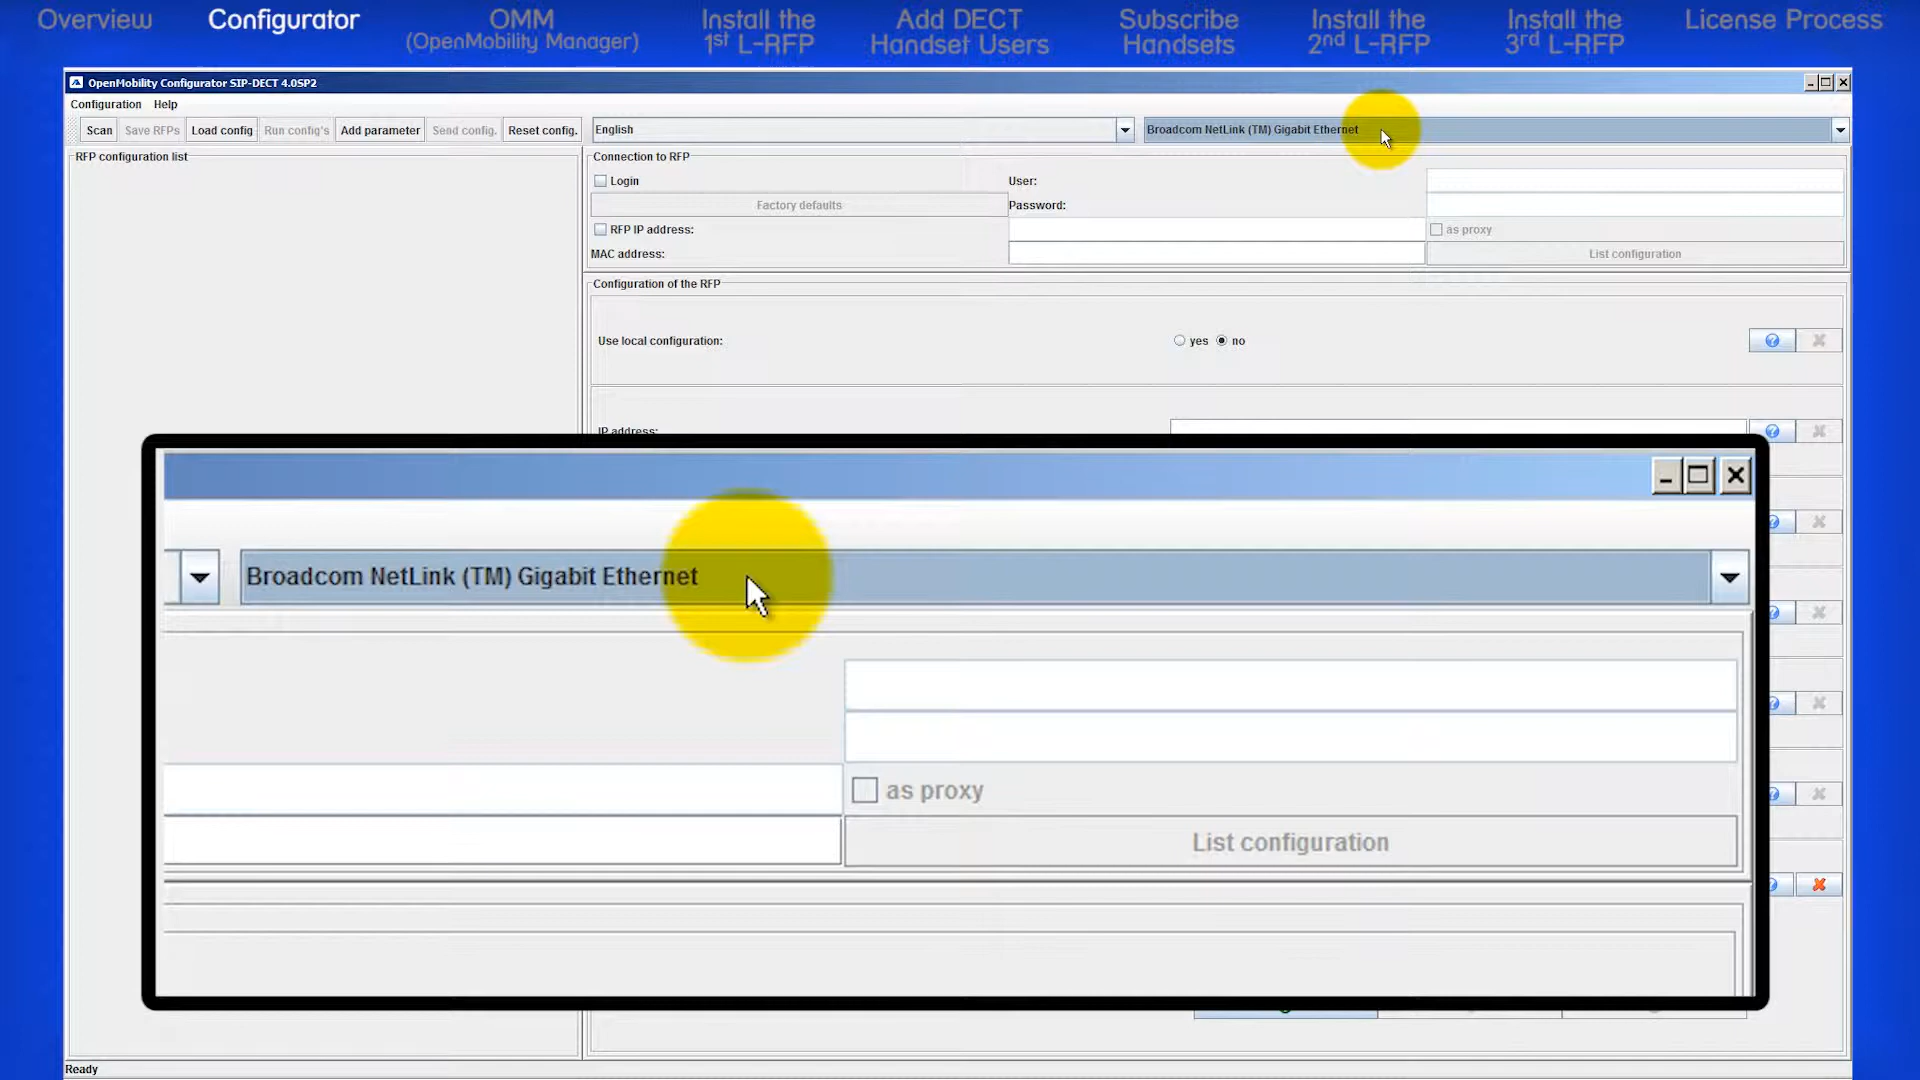 Overview
Configurator
OMM
(OpenMobility Manager)
Install the
1st L-RFP
Add DECT
Handset Users
Subscribe
Handsets
Install the
2nd L-RFP
Install the
3rd L-RFP
License Process
OpenMobility Configurator SIP-DECT 4.0SP2
Configuration Help
Scan Save RFPs Load config Run config's Add parameter Send config. Reset config. English Broadcom NetLink (TM) Gigabit Ethernet
RFP configuration list
Connection to RFP
Login
User:
Factory defaults
Password:
RFP IP address:
as proxy
MAC address:
List configuration
Configuration of the RFP
Use local configuration:
yes no
IP address:
Broadcom NetLink (TM) Gigabit Ethernet
as proxy
List configuration
Ready